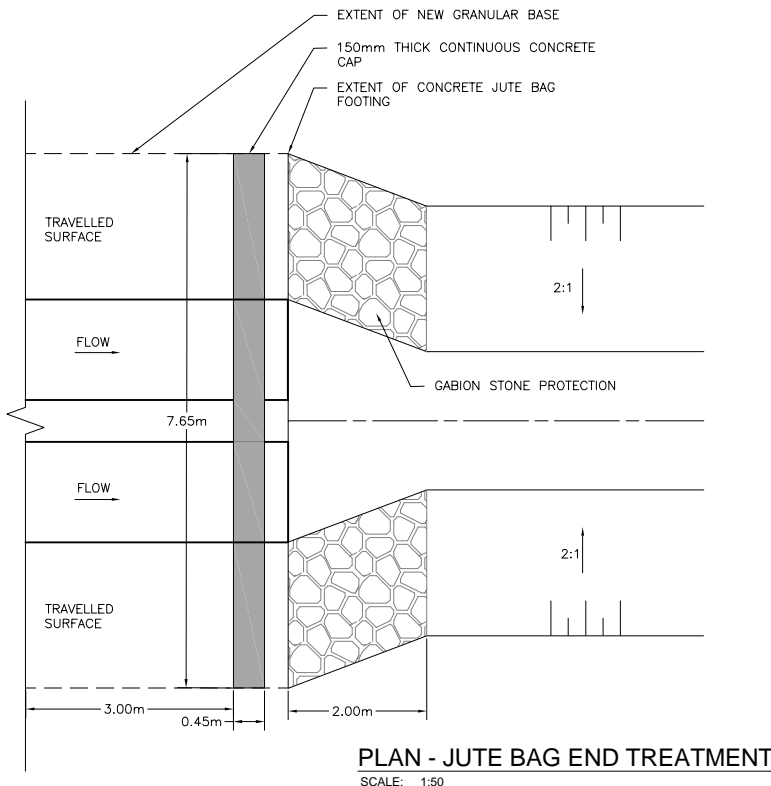 EXTENT OF NEW GRANULAR BASE
150mm THICK CONTINUOUS CONCRETE
CAP
EXTENT OF CONCRETE JUTE BAG
FOOTING
TRAVELLED
SURFACE
2:1
FLOW
GABION STONE PROTECTION
7.65m
FLOW
2:1
TRAVELLED
SURFACE
3.00m
0.45m
2.00m
PLAN - JUTE BAG END TREATMENT
SCALE: 1:50